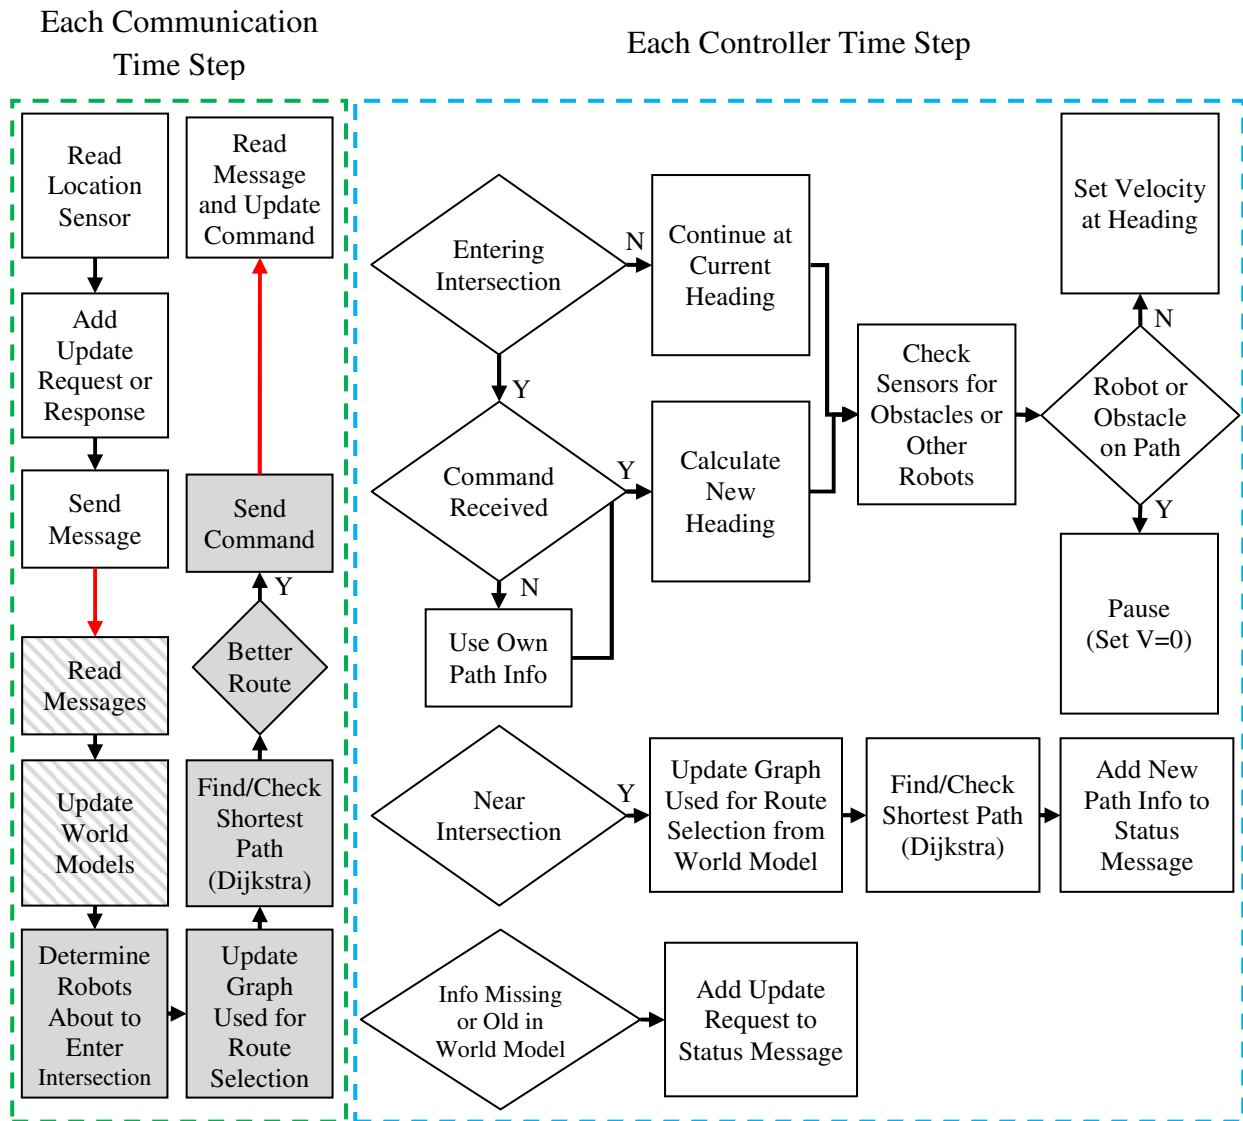 Each Communication
Time Step
Each Controller Time Step
Read
Location
Sensor
Add
Update
Request or
Response
Send
Message
Read
Messages
Update
World
Models
Determine
Robots
About to
Enter
Intersection
Update
Graph
Used for
Route
Selection
Find/Check
Shortest
Path
(Dijkstra)
Better
Route
Y
Send
Command
Read
Message
and Update
Command
Entering
Intersection
N
Continue at
Current
Heading
Y
Command
Received
Y
Calculate
New
Heading
N
Use Own
Path Info
Check
Sensors for
Obstacles or
Other
Robots
Robot or
Obstacle
on Path
N
Set Velocity
at Heading
Y
Pause
(Set V=0)
Near
Intersection
Y
Update Graph
Used for Route
Selection from
World Model
Find/Check
Shortest Path
(Dijkstra)
Add New
Path Info to
Status
Message
Info Missing
or Old in
World Model
Add Update
Request to
Status Message